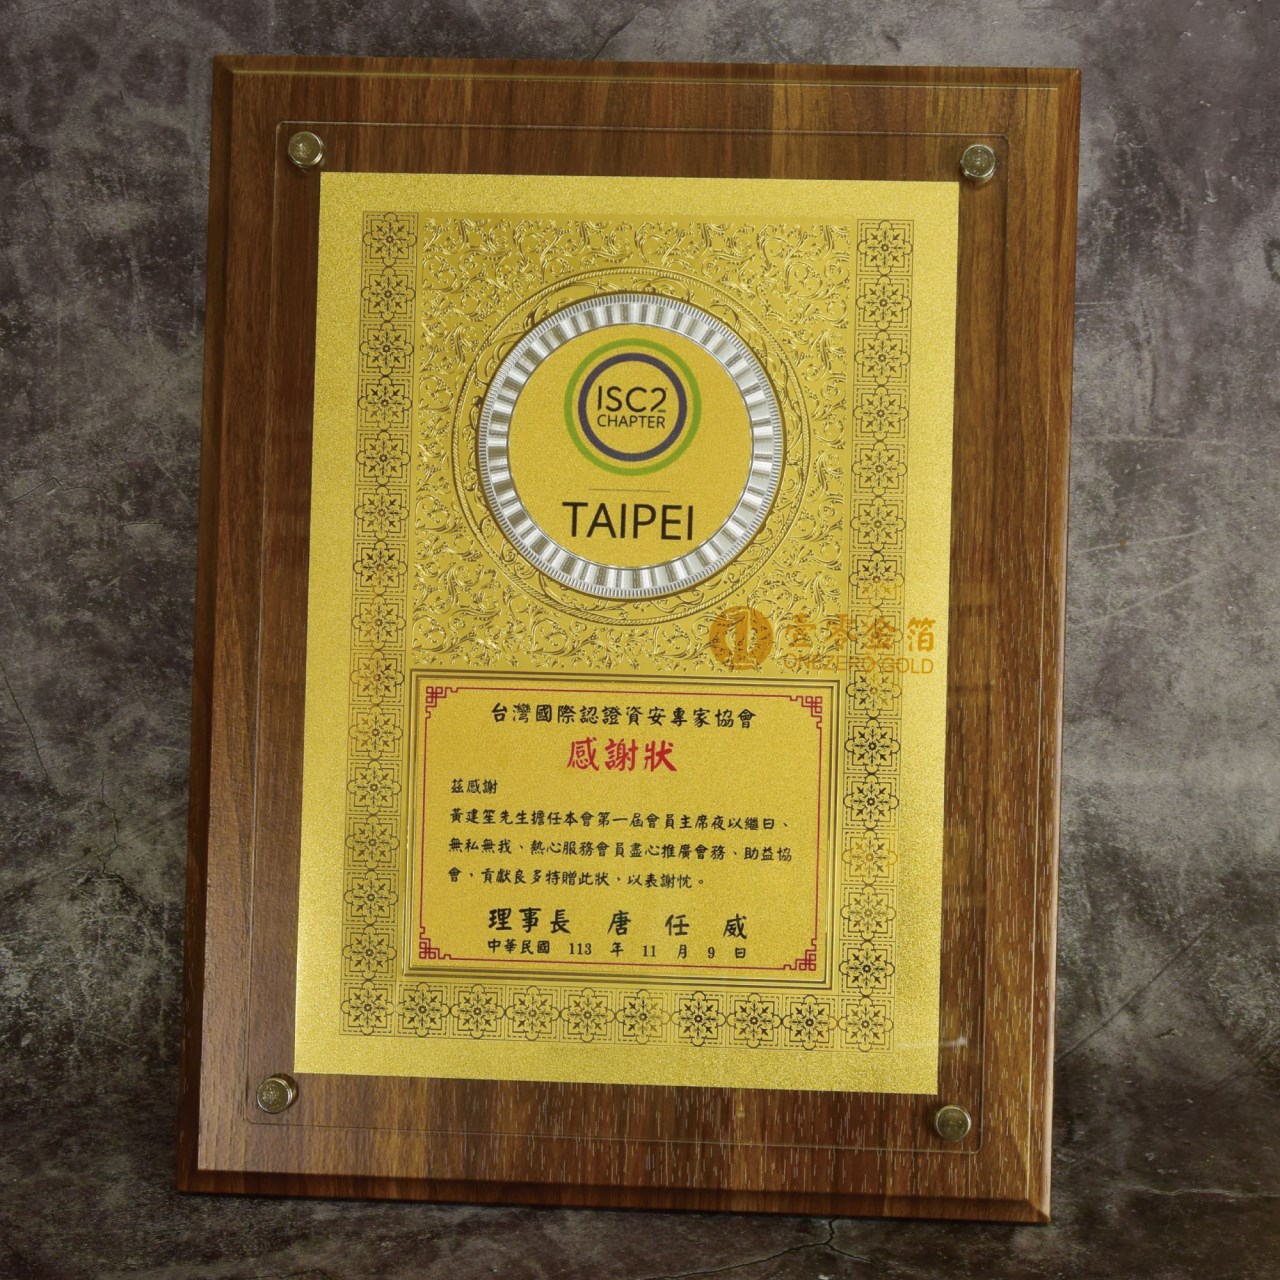 ISC2
CHAPTER
TAIPEI
壹零金箔
ONEZERO GOLD
台灣國際認證資安專家協會
感謝狀
茲感謝
黃建笙先生擔任本會第一屆會員主席夜以繼日、
無私無我、熱心服務會員盡心推廣會務、助益協
會，貢獻良多特贈此狀，以表謝忱。
理事長 唐 任 威
中華民國 113 年 11 月 9 日